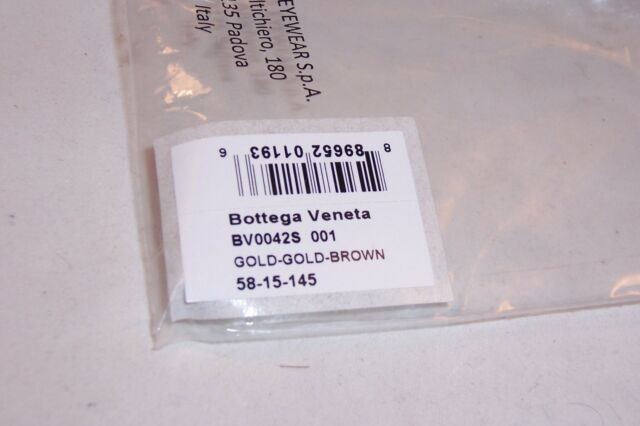 EYEWEAR S.p.A.
ltichiero, 180
35 Padova
Italy
8 89652 01193 6
Bottega Veneta
BV0042S 001
GOLD-GOLD-BROWN
58-15-145